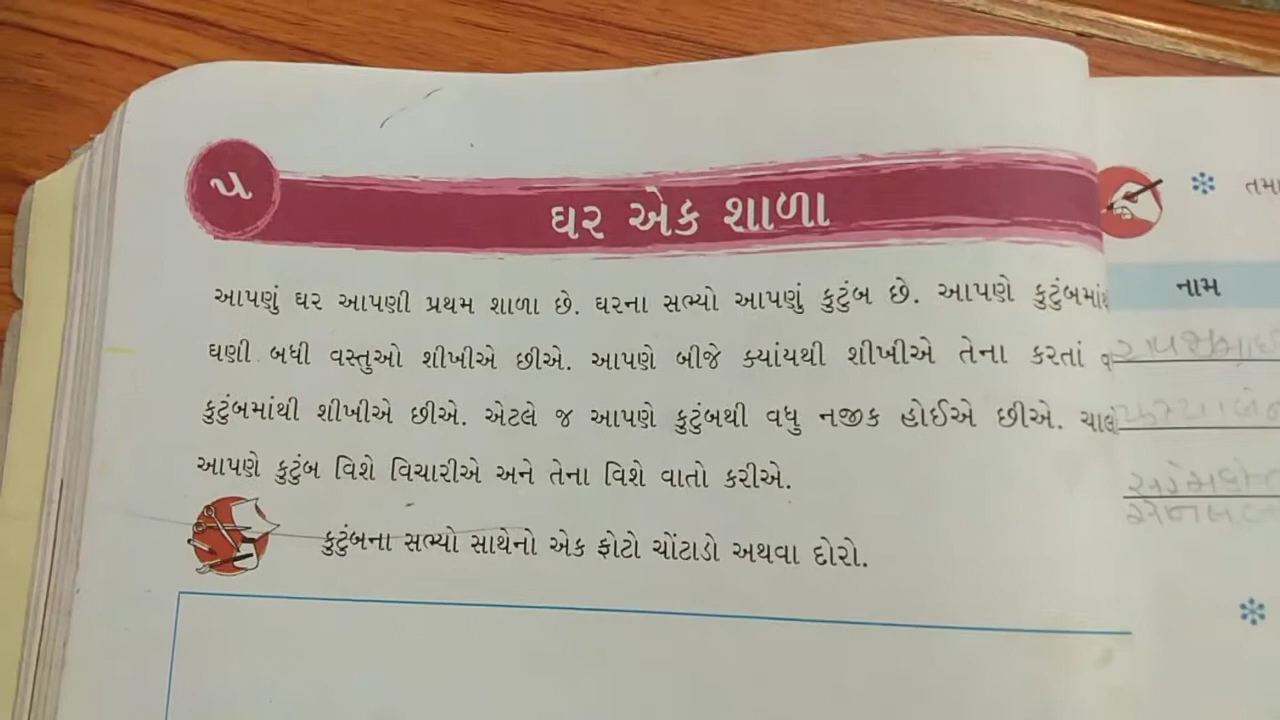 ૫
ઘર એક શાળા
આપણું ઘર આપણી પ્રથમ શાળા છે. ઘરના સભ્યો આપણું કુટુંબ છે. આપણે કુટુંબમાંથી
ઘણી બધી વસ્તુઓ શીખીએ છીએ. આપણે બીજે ક્યાંયથી શીખીએ તેના કરતાં
કુટુંબમાંથી શીખીએ છીએ. એટલે જ આપણે કુટુંબથી વધુ નજીક હોઈએ છીએ. ચાલો
આપણે કુટુંબ વિશે વિચારીએ અને તેના વિશે વાતો કરીએ.
કુટુંબના સભ્યો સાથેનો એક ફોટો ચોંટાડો અથવા દોરો.
નામ